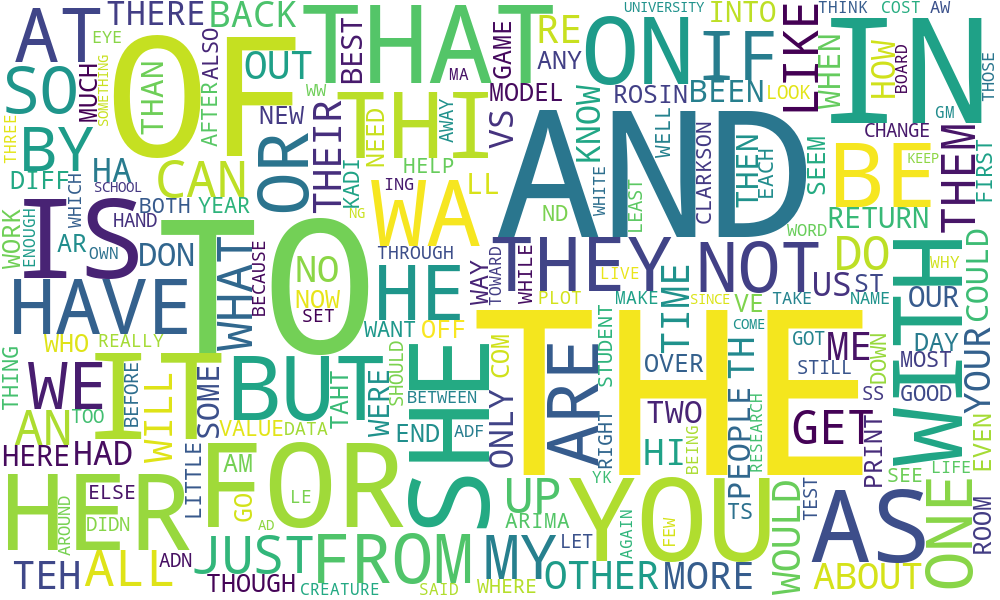 AT THERE BACK THAT ON IF LIKE IN
UNIVERSITY THINK COST AW
EYE ALSO INTO
SO OF OUT BEST MA GAME RE ANY WHEN HOW BOARD THOSE
MUCH SOMETHING THAN AFTER WW THI MODEL ROSIN BEEN LOOK GM
THREE BY NEW THEIR NEED AWAY VS KNOW WELL CLARKSON THEN EACH SEEM CHANGE THEM FIRST
DIFF HA CAN OR KADI HELP AND BE KEEP
WHICH SCHOOL WA ING LL WHITE LEAST
WORK ENOUGH IS HAND BOTH YEAR NG ND WORD RETURN
AR OWN DON TO WHAT BECAUSE THROUGH THEY NOT DO WITH COULD
NO HE WAY TOWARD WHILE LIVE TIME US ST WHY
HAVE NOW SET PLOT MAKE SINCE VE TAKE NAME OUR
WHO REALLY WANT OFF THE COME GOT ME DOWN DAY YOUR
THING WE IT BEFORE WILL SOME BUT TAHT WERE SHOULD SHE COM ARE STUDENT OVER PEOPLE TH STILL MOST
BETWEEN SS GOOD
AN TOO VALUE DATA END ADF ONLY RIGHT TWO RESEARCH GET PRINT EVEN
HERE HAD LITTLE AM FOR HI BEING SEE LIFE
HER ELSE GO LE UP YK YOU TS TEST AS ONE ROOM
AROUND DIDN AD ARIMA AGAIN FEW WOULD
TEH ALL ADN JUST FROM MY LET OTHER MORE ABOUT
THOUGH CREATURE SAID WHERE